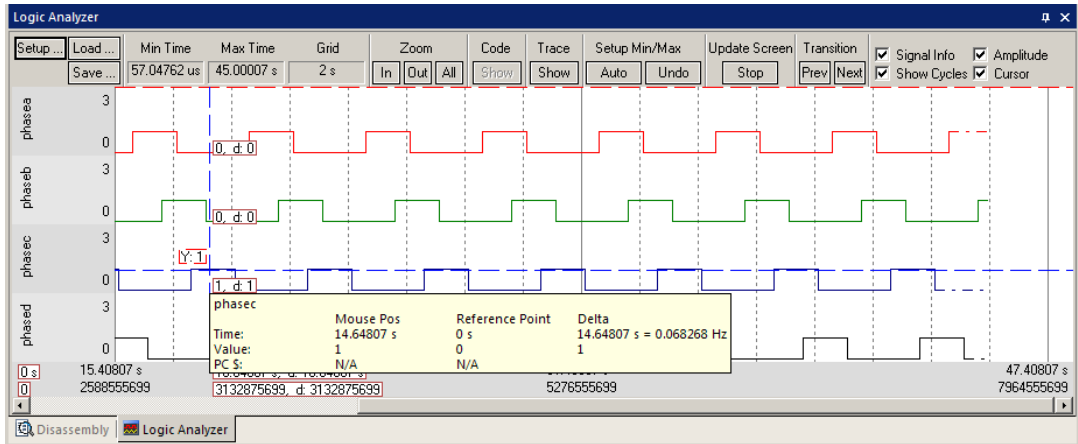 Logic Analyzer
Setup ... Load ... Min Time Max Time Grid Zoom Code Trace Setup Min/Max Update Screen Transition Signal Info Amplitude
Save ... 57.04762 us 45.00007 s 2 s In Out All Show Show Auto Undo Stop Prev Next Show Cycles Cursor
phasea 3
0 0, d: 0
phaseb 3
0 0, d: 0
phasec 3
Y: 1
0 1, d: 1
phased 3
0
phasec
Mouse Pos Reference Point Delta
Time: 14.64807 s 0 s 14.64807 s = 0.068268 Hz
Value: 1 0 1
PC $: N/A N/A
0 s 15.40807 s 47.40807 s
0 2588555699 3132875699, d: 3132875699 5276555699 7964555699
Disassembly Logic Analyzer